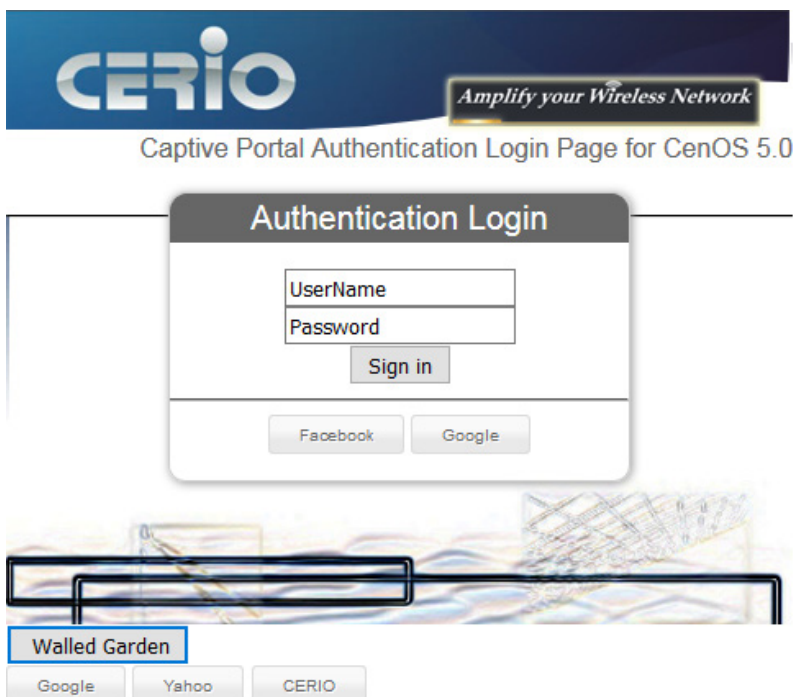 CERIO
Amplify your Wireless Network
Captive Portal Authentication Login Page for CenOS 5.0
Authentication Login
UserName
Password
Sign in
Facebook Google
Walled Garden
Google Yahoo CERIO